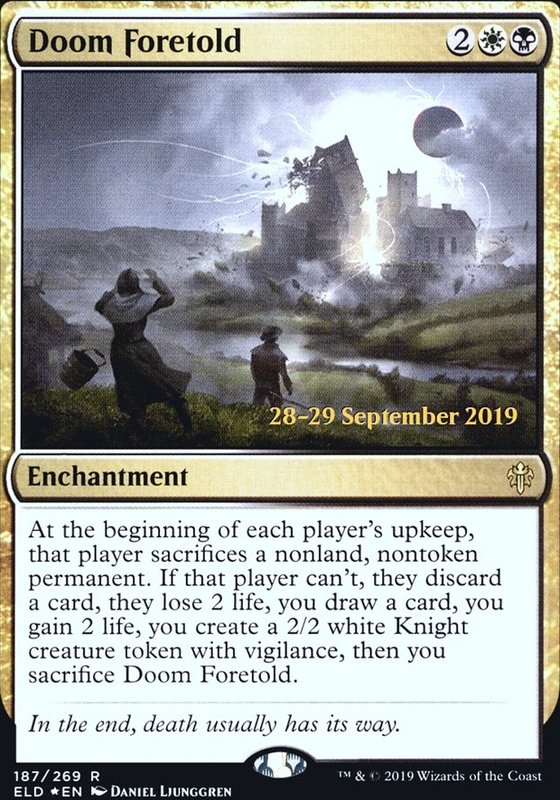 Doom Foretold 2
28–29 September 2019
Enchantment
At the beginning of each player's upkeep,
that player sacrifices a nonland, nontoken
permanent. If that player can't, they discard
a card, they lose 2 life, you draw a card, you
gain 2 life, you create a 2/2 white Knight
creature token with vigilance, then you
sacrifice Doom Foretold.
In the end, death usually has its way.
187/269 R
ELD ★ EN Daniel Ljunggren
™ & © 2019 Wizards of the Coast